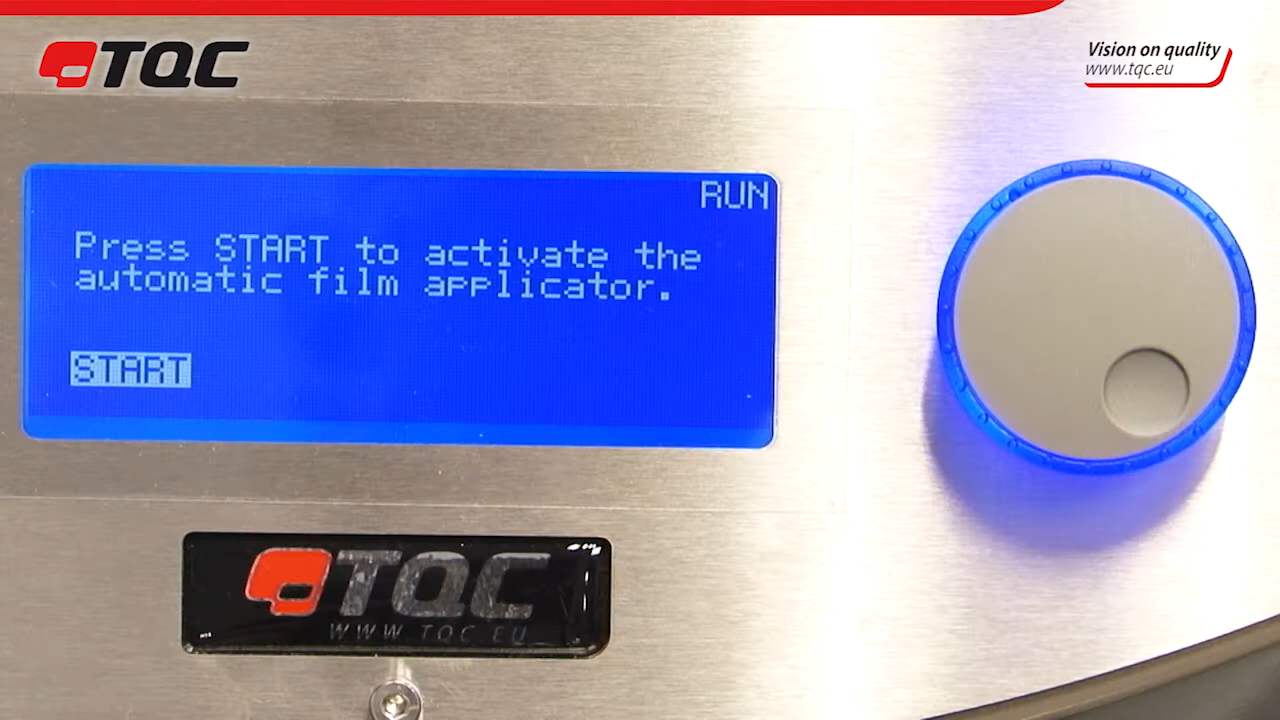 TQC
Vision on quality
www.tqc.eu
RUN
Press START to activate the
automatic film applicator.
START
TQC
WWW.TQC.EU